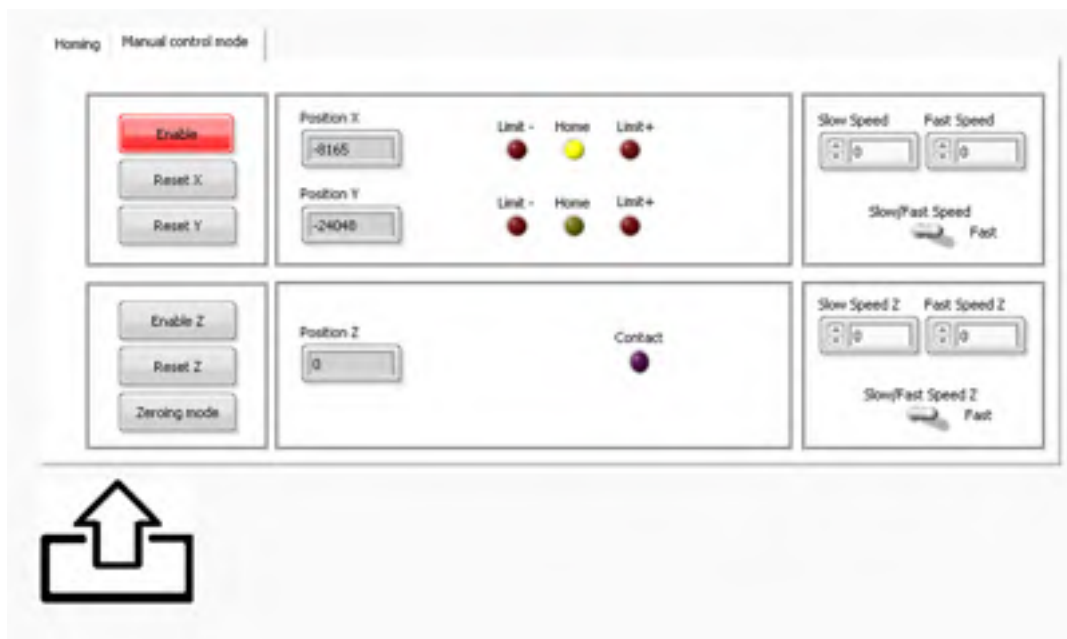 Homing Manual control mode
Enable
Reset X
Reset Y
Position X
-8165
Position Y
-24048
Limit - Home Limit+
Limit - Home Limit+
Slow Speed Fast Speed
0 0
Slow/Fast Speed
Fast
Enable Z
Reset Z
Zeroing mode
Position Z
0
Contact
Slow Speed Z Fast Speed Z
0 0
Slow/Fast Speed Z
Fast